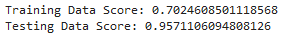 Training Data Score: 0.7024608501118568
Testing Data Score: 0.9571106094808126